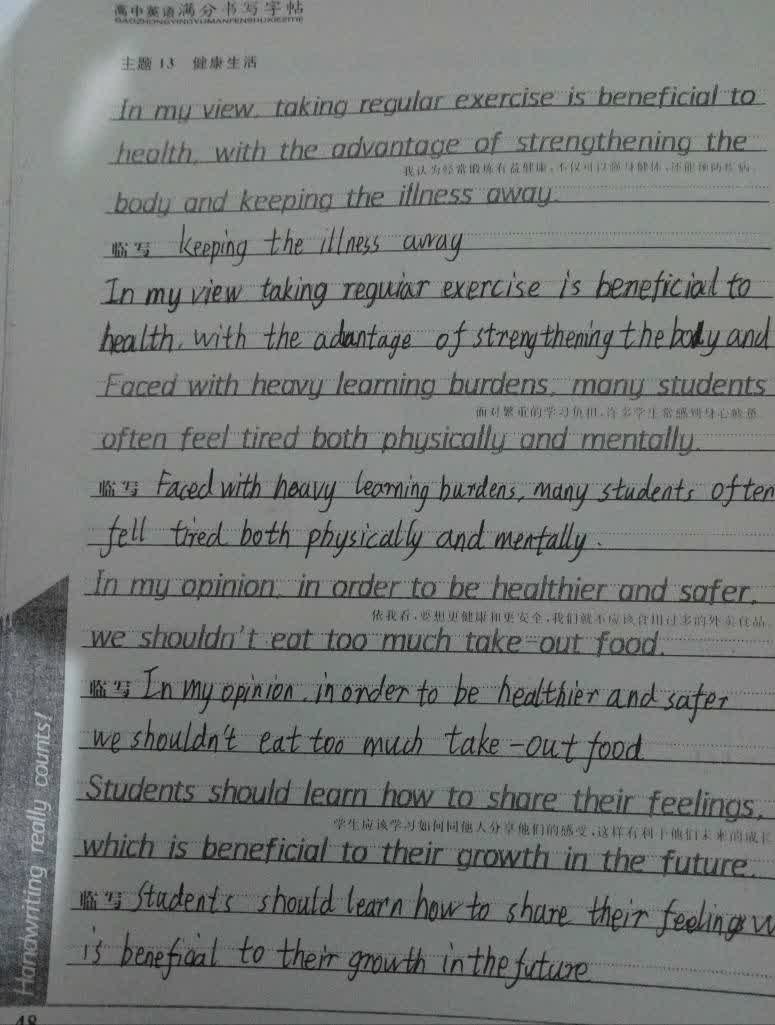 高中英语满分书写字帖
GAOZHONGYINGYUMANFENSHUXIEZITIE
主题13 健康生活
In my view, taking regular exercise is beneficial to
health, with the advantage of strengthening the
我认为经常锻炼有益健康,不仅可以强身健体,还能预防疾病。
body and keeping the illness away.
临写 keeping the illness away
In my view taking reguiar exercise is beneficial to
health, with the adantage of strengthening the body and
Faced with heavy learning burdens, many students
面对繁重的学习负担,许多学生常感到身心疲惫。
often feel tired both physically and mentally.
临写 Faced with heavy learning burdens, many students often
fell tired both physically and mentally.
In my opinion, in order to be healthier and safer,
依我看,要想更健康和更安全,我们就不应该食用过多的外卖食品。
we shouldn't eat too much take-out food.
临写 In my opinion, in order to be healthier and safer
we shouldn't eat too much take-out food
Students should learn how to share their feelings,
学生应该学习如何同他人分享他们的感受,这样有利于他们未来的成长
which is beneficial to their growth in the future.
临写 Students should learn how to share their feelings w
is benefical to their growth in the future
Handwriting really counts!
48